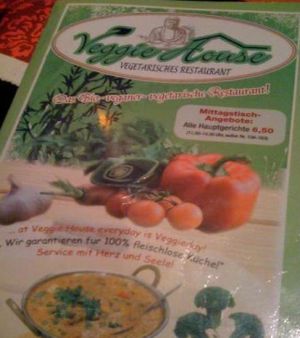 Veggie House
VEGETARISCHES RESTAURANT
Das Bio-veganer-vegetarische Restaurant!
Mittagstisch-
Angebote:
Alle Hauptgerichte 6,50
... at Veggie House everyday is Veggieday!
„Wir garantieren für 100% fleischlose Küche!"
Service mit Herz und Seele!